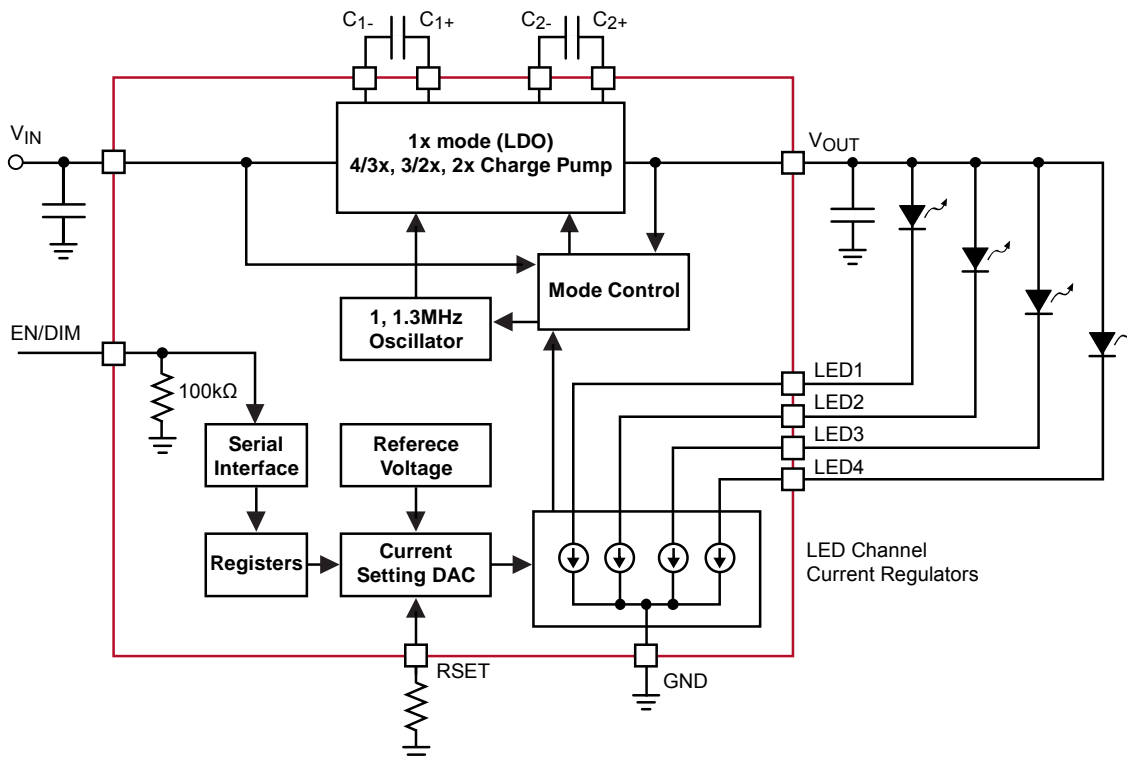 C1- C1+ C2- C2+
VIN
1x mode (LDO)
4/3x, 3/2x, 2x Charge Pump
VOUT
Mode Control
1, 1.3MHz
Oscillator
EN/DIM
100kΩ
LED1
LED2
LED3
LED4
Serial
Interface
Referece
Voltage
Registers
Current
Setting DAC
LED Channel
Current Regulators
RSET
GND